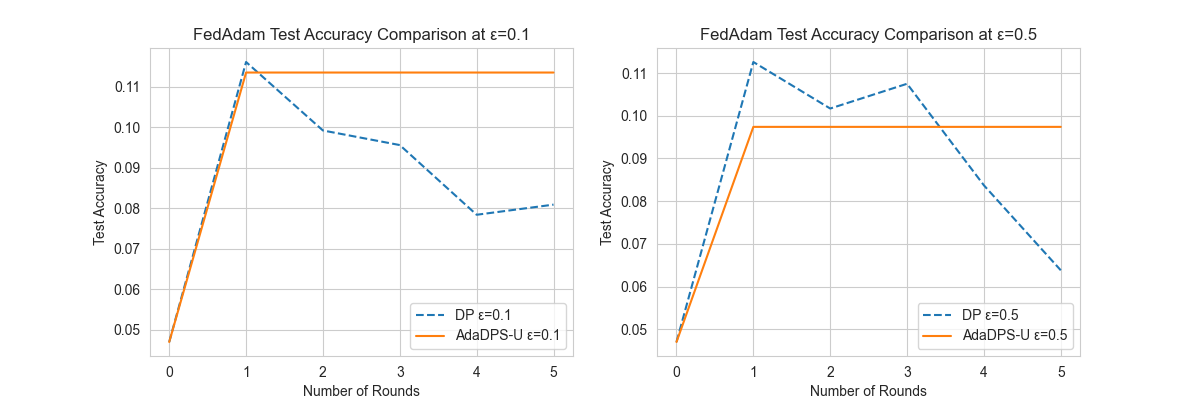 FedAdam Test Accuracy Comparison at ε=0.1
Test Accuracy
0.11
0.10
0.09
0.08
0.07
0.06
0.05
0 1 2 3 4 5
Number of Rounds
DP ε=0.1
AdaDPS-U ε=0.1
FedAdam Test Accuracy Comparison at ε=0.5
Test Accuracy
0.11
0.10
0.09
0.08
0.07
0.06
0.05
0 1 2 3 4 5
Number of Rounds
DP ε=0.5
AdaDPS-U ε=0.5